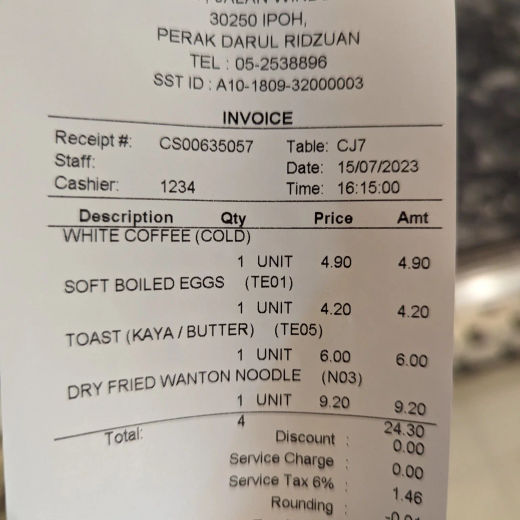 30250 IPOH,
PERAK DARUL RIDZUAN
TEL : 05-2538896
SST ID : A10-1809-32000003
INVOICE
Receipt #: CS00635057 Table: CJ7
Staff: Date: 15/07/2023
Cashier: 1234 Time: 16:15:00
Description Qty Price Amt
WHITE COFFEE (COLD)
1 UNIT 4.90 4.90
SOFT BOILED EGGS (TE01)
1 UNIT 4.20 4.20
TOAST (KAYA / BUTTER) (TE05)
1 UNIT 6.00 6.00
DRY FRIED WANTON NOODLE (N03)
1 UNIT 9.20 9.20
Total: 4 24.30
Discount : 0.00
Service Charge : 0.00
Service Tax 6% : 1.46
Rounding :